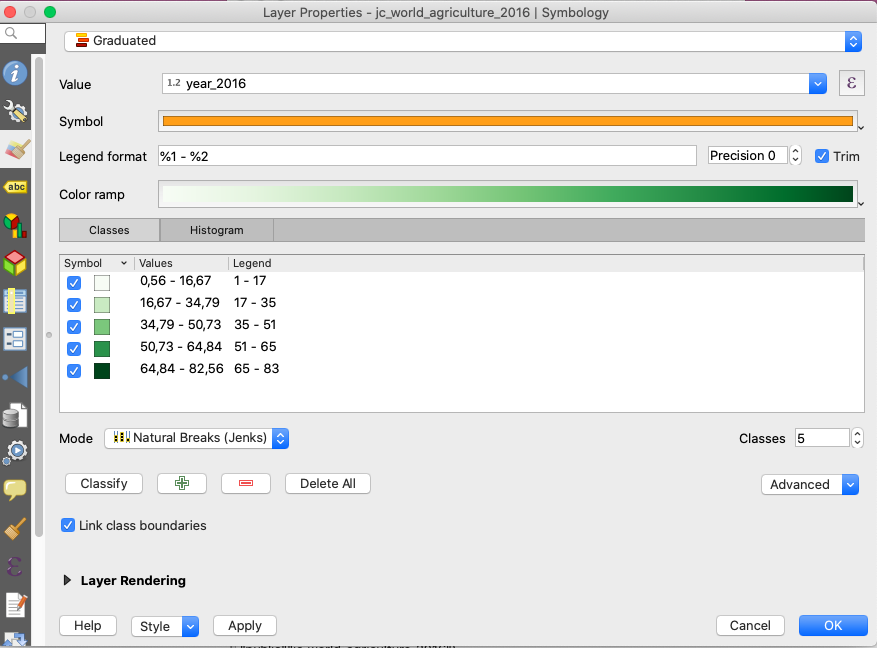 Layer Properties - jc_world_agriculture_2016 | Symbology
Graduated
Value 1.2 year_2016 ε
Symbol
Legend format %1 - %2 Precision 0 Trim
Color ramp
Classes Histogram
Symbol Values Legend
0,56 - 16,67 1 - 17
16,67 - 34,79 17 - 35
34,79 - 50,73 35 - 51
50,73 - 64,84 51 - 65
64,84 - 82,56 65 - 83
abc
Mode Natural Breaks (Jenks) Classes 5
Classify Delete All Advanced
Link class boundaries
Layer Rendering
Help Style Apply Cancel OK